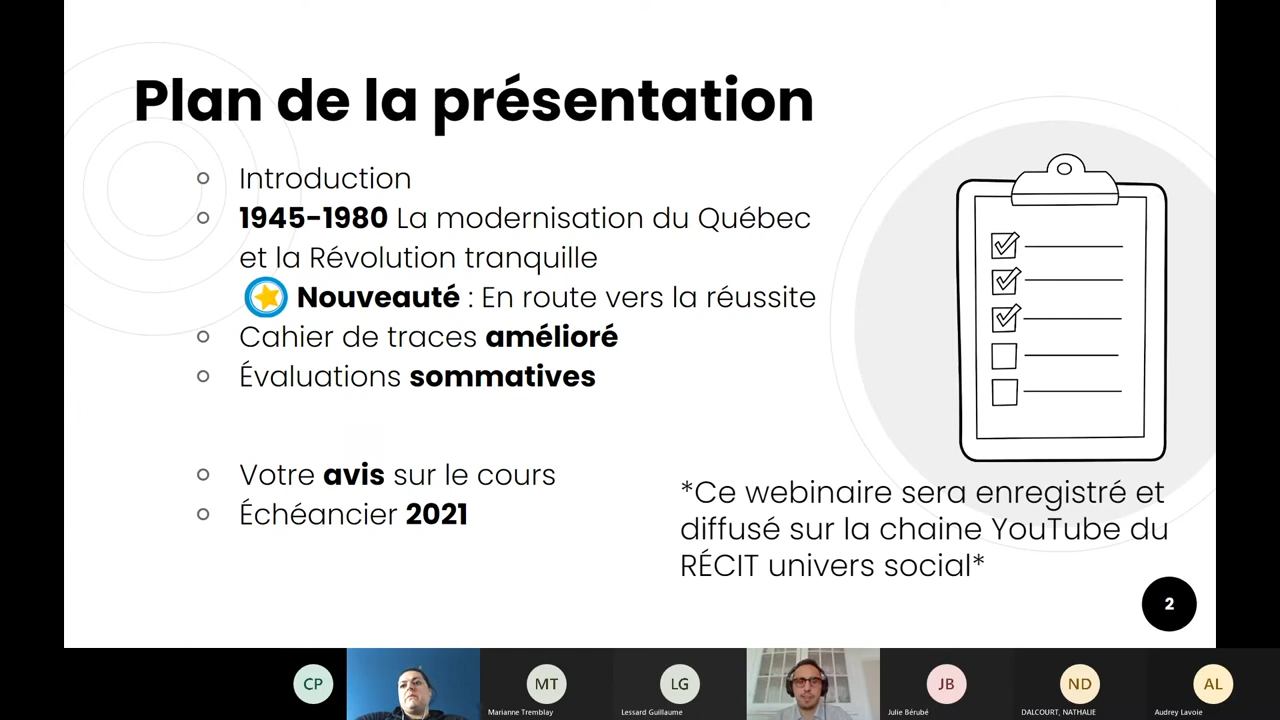 Plan de la présentation
Introduction
1945-1980 La modernisation du Québec
et la Révolution tranquille
Nouveauté : En route vers la réussite
Cahier de traces amélioré
Évaluations sommatives
Votre avis sur le cours
Échéancier 2021
*Ce webinaire sera enregistré et
diffusé sur la chaine YouTube du
RÉCIT univers social*
2
CP
MT
LG
JB
ND
AL
Marianne Tremblay
Lessard Guillaume
Julie Bérubé
DALCOURT, NATHALIE
Audrey Lavoie